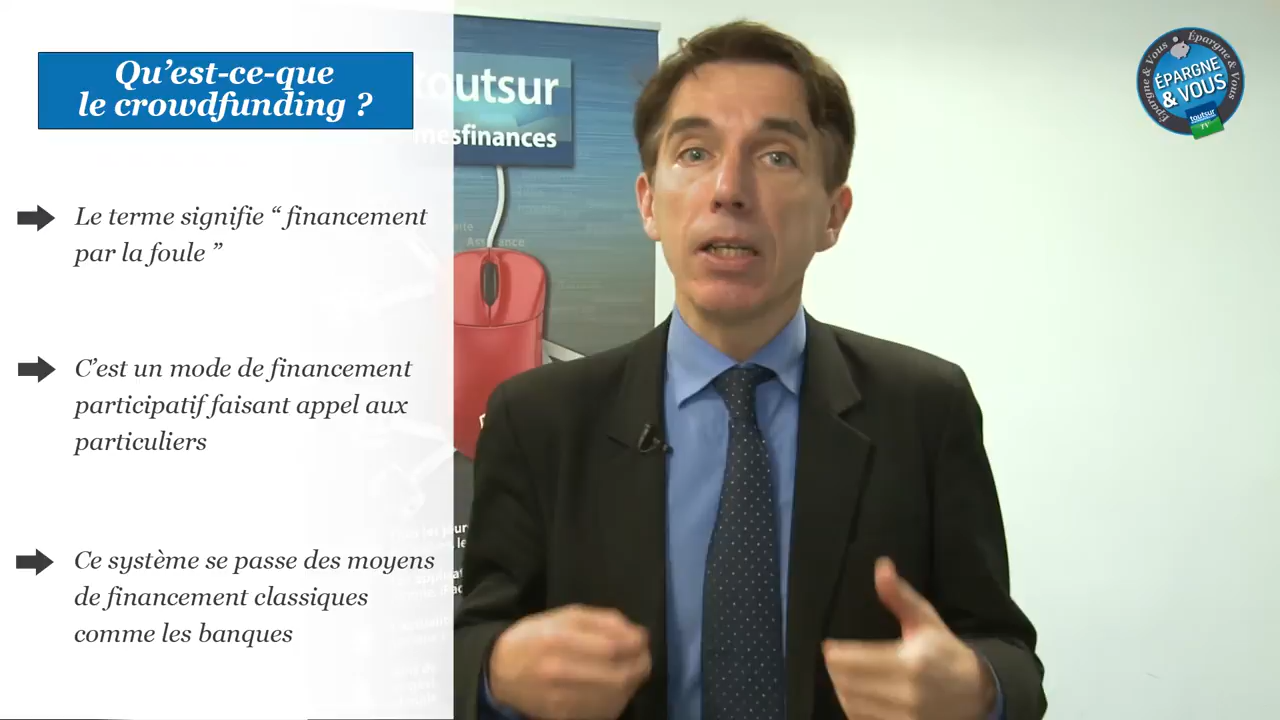 Qu’est-ce-que
le crowdfunding ?
Le terme signifie “ financement
par la foule ”
C’est un mode de financement
participatif faisant appel aux
particuliers
Ce système se passe des moyens
de financement classiques
comme les banques
toutsur
mesfinances
Épargne & Vous
Épargne & Vous
ÉPARGNE
& VOUS
toutsur
TV